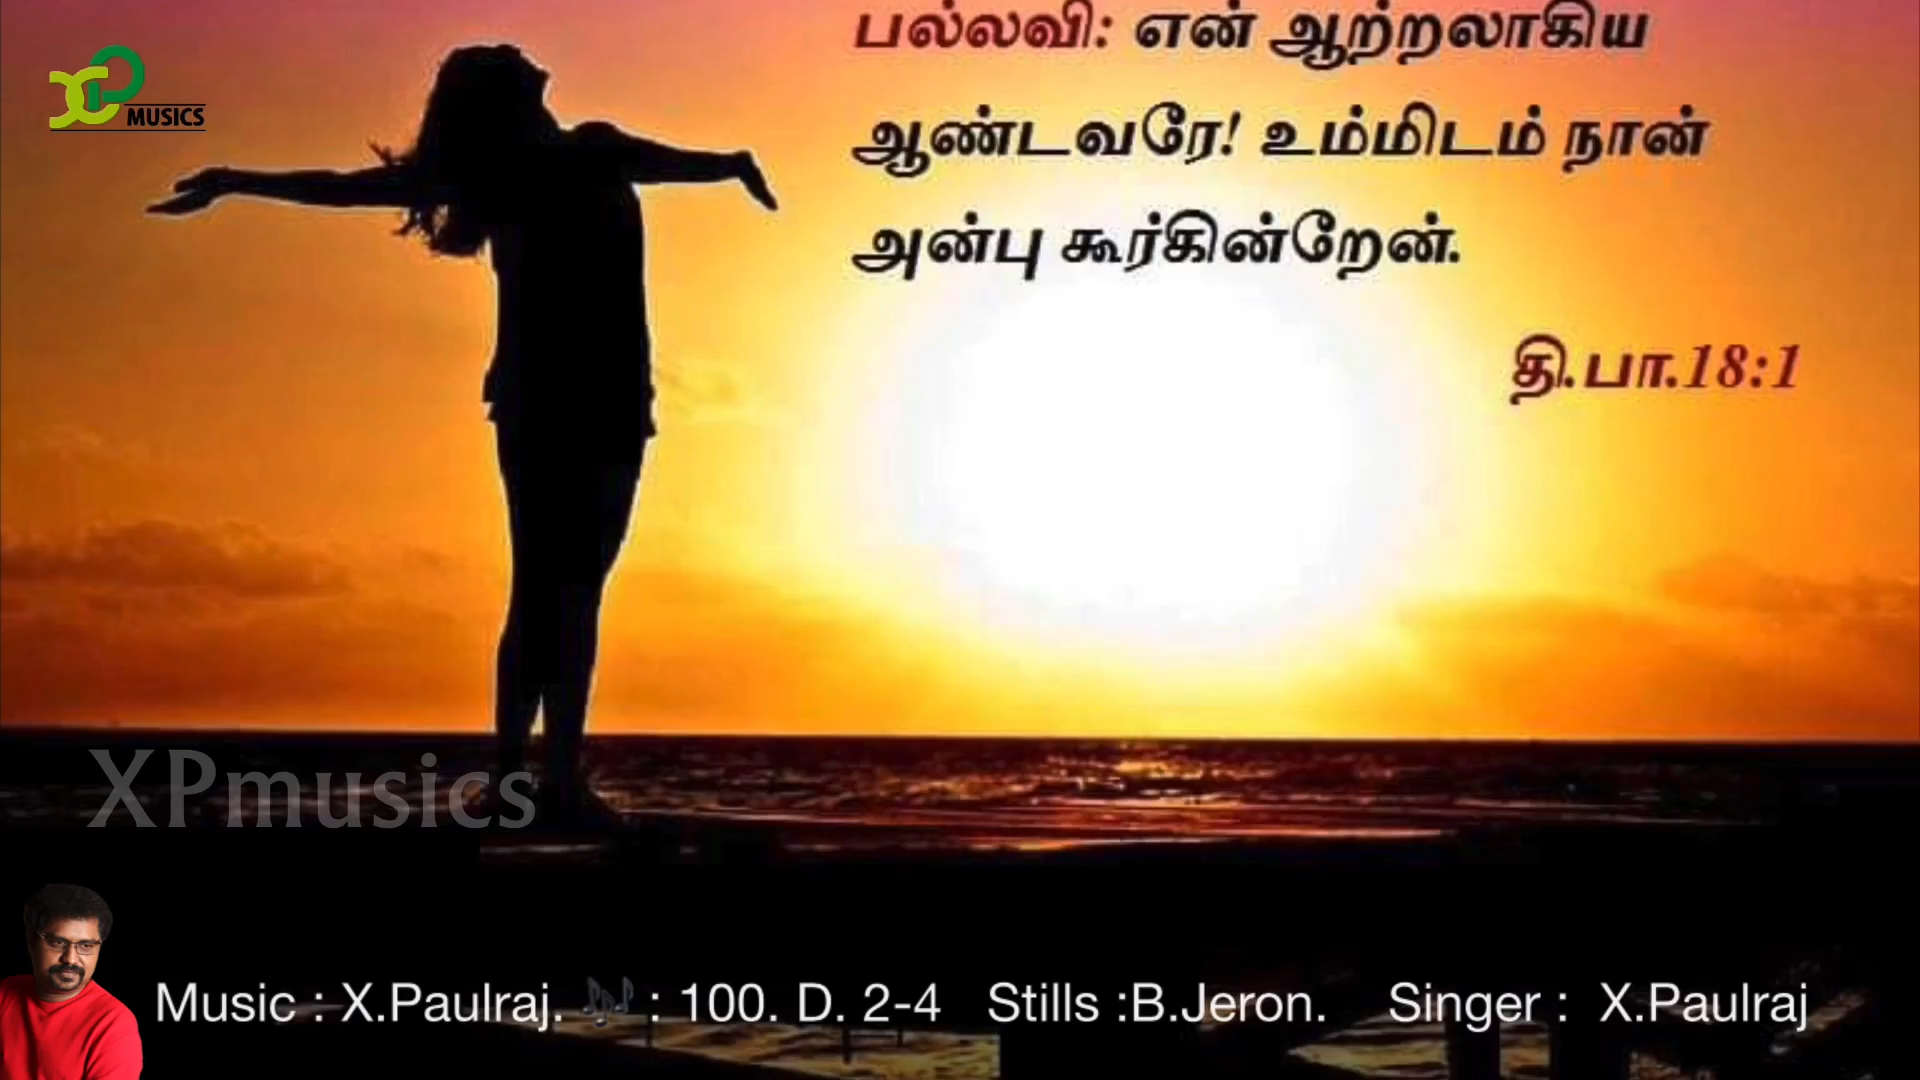 பல்லவி: என் ஆற்றலாகிய
ஆண்டவரே! உம்மிடம் நான்
அன்பு கூர்கின்றேன்.
தி.பா.18:1
XP MUSICS
XPmusics
Music : X.Paulraj. 🎶 : 100. D. 2-4 Stills :B.Jeron. Singer : X.Paulraj